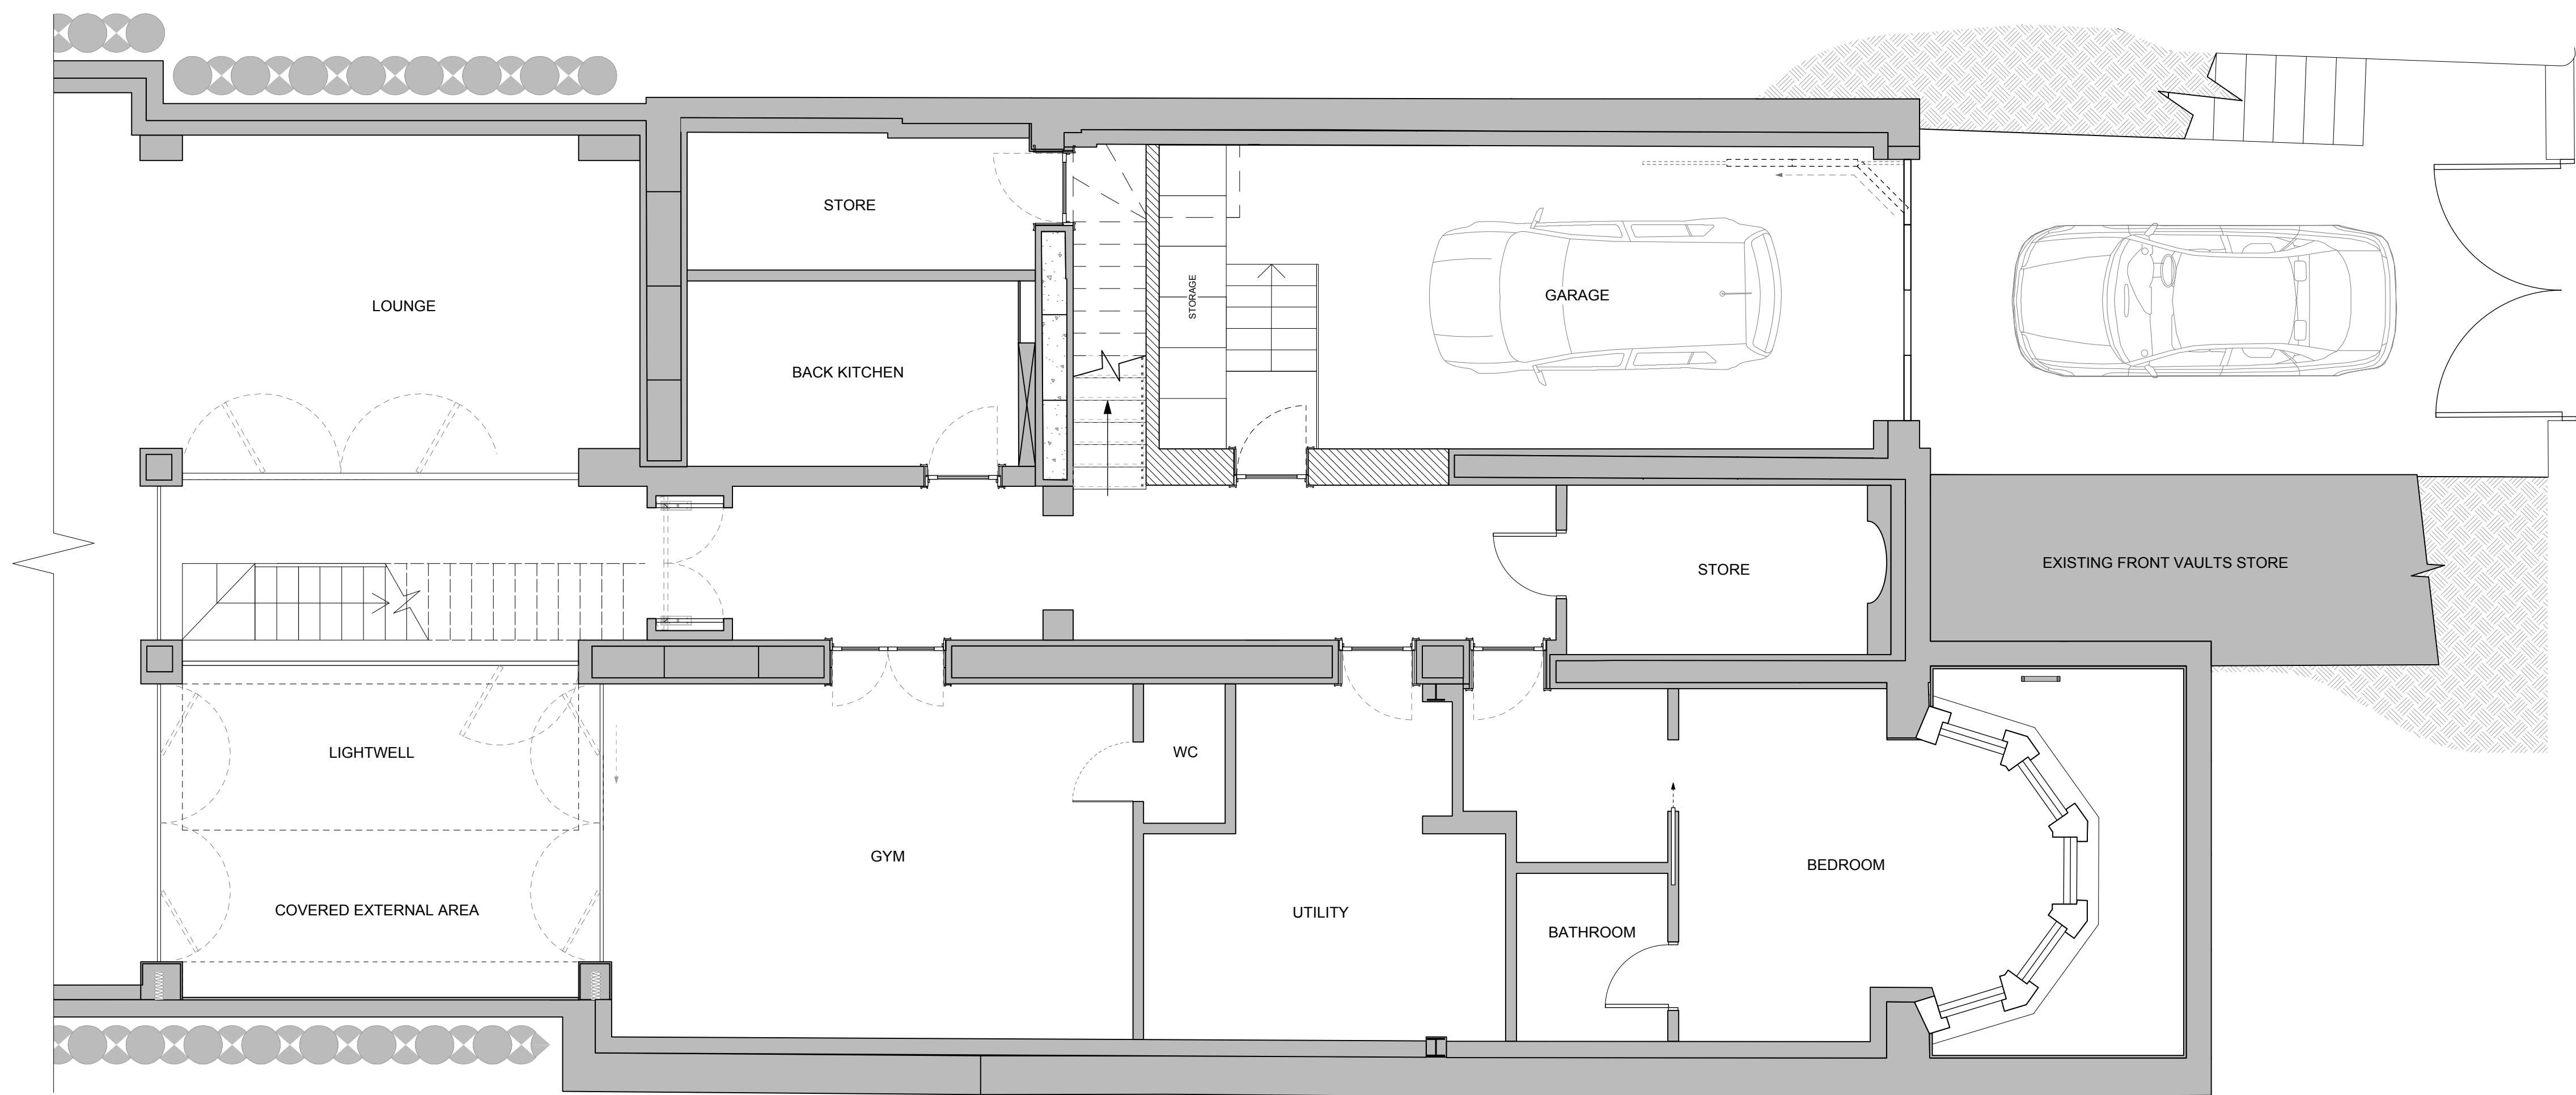 STORE
LOUNGE
STORAGE
GARAGE
BACK KITCHEN
STORE
EXISTING FRONT VAULTS STORE
LIGHTWELL
WC
GYM
BEDROOM
COVERED EXTERNAL AREA
UTILITY
BATHROOM